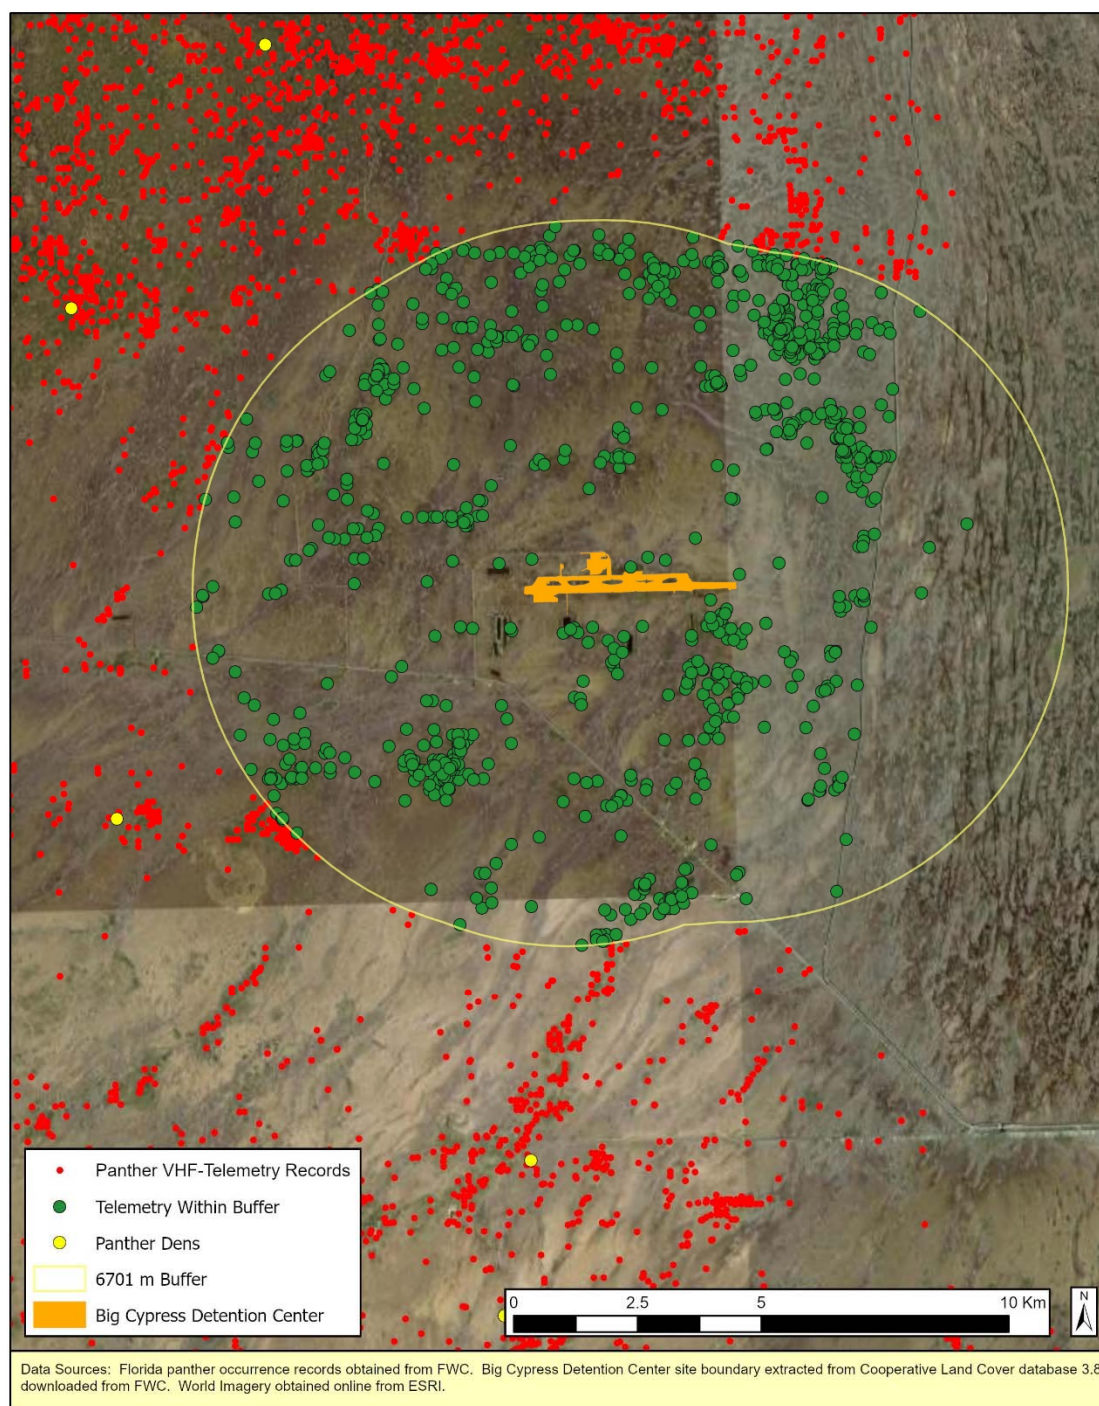 Panther VHF-Telemetry Records
Telemetry Within Buffer
Panther Dens
6701 m Buffer
Big Cypress Detention Center
0 2.5 5 10 Km
N
Data Sources: Florida panther occurrence records obtained from FWC. Big Cypress Detention Center site boundary extracted from Cooperative Land Cover database 3.8
downloaded from FWC. World Imagery obtained online from ESRI.